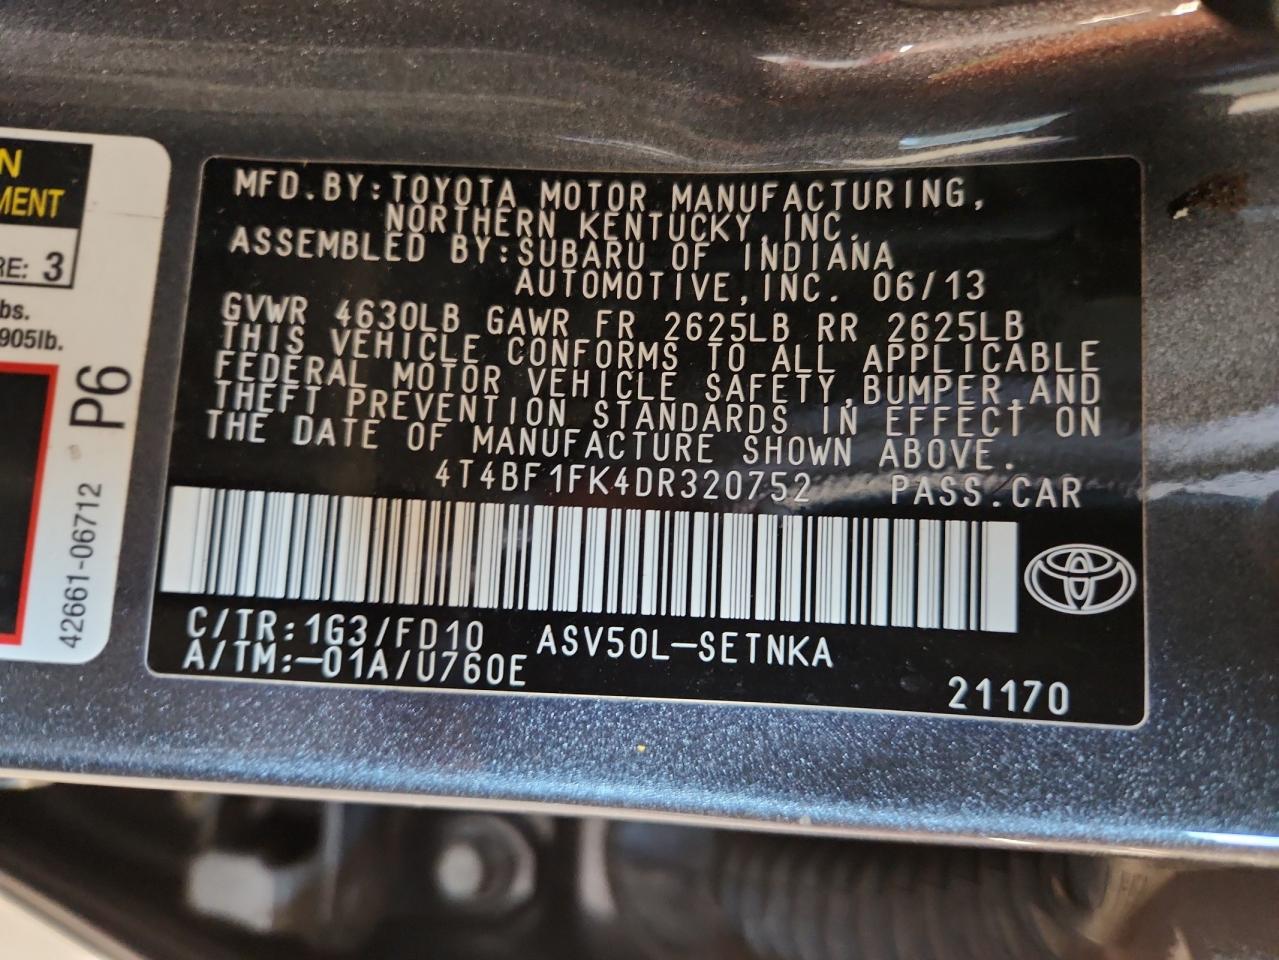 N
MENT
RE: 3
bs.
905lb.
P6
42661-06712
MFD.BY:TOYOTA MOTOR MANUFACTURING,
NORTHERN KENTUCKY,INC.
ASSEMBLED BY:SUBARU OF INDIANA
AUTOMOTIVE,INC. 06/13
GVWR 4630LB GAWR FR 2625LB RR 2625LB
THIS VEHICLE CONFORMS TO ALL APPLICABLE
FEDERAL MOTOR VEHICLE SAFETY,BUMPER,AND
THEFT PREVENTION STANDARDS IN EFFECT ON
THE DATE OF MANUFACTURE SHOWN ABOVE.
4T4BF1FK4DR320752 PASS.CAR
C/TR:1G3/FD10 ASV50L-SETNKA
A/TM:-01A/U760E
21170